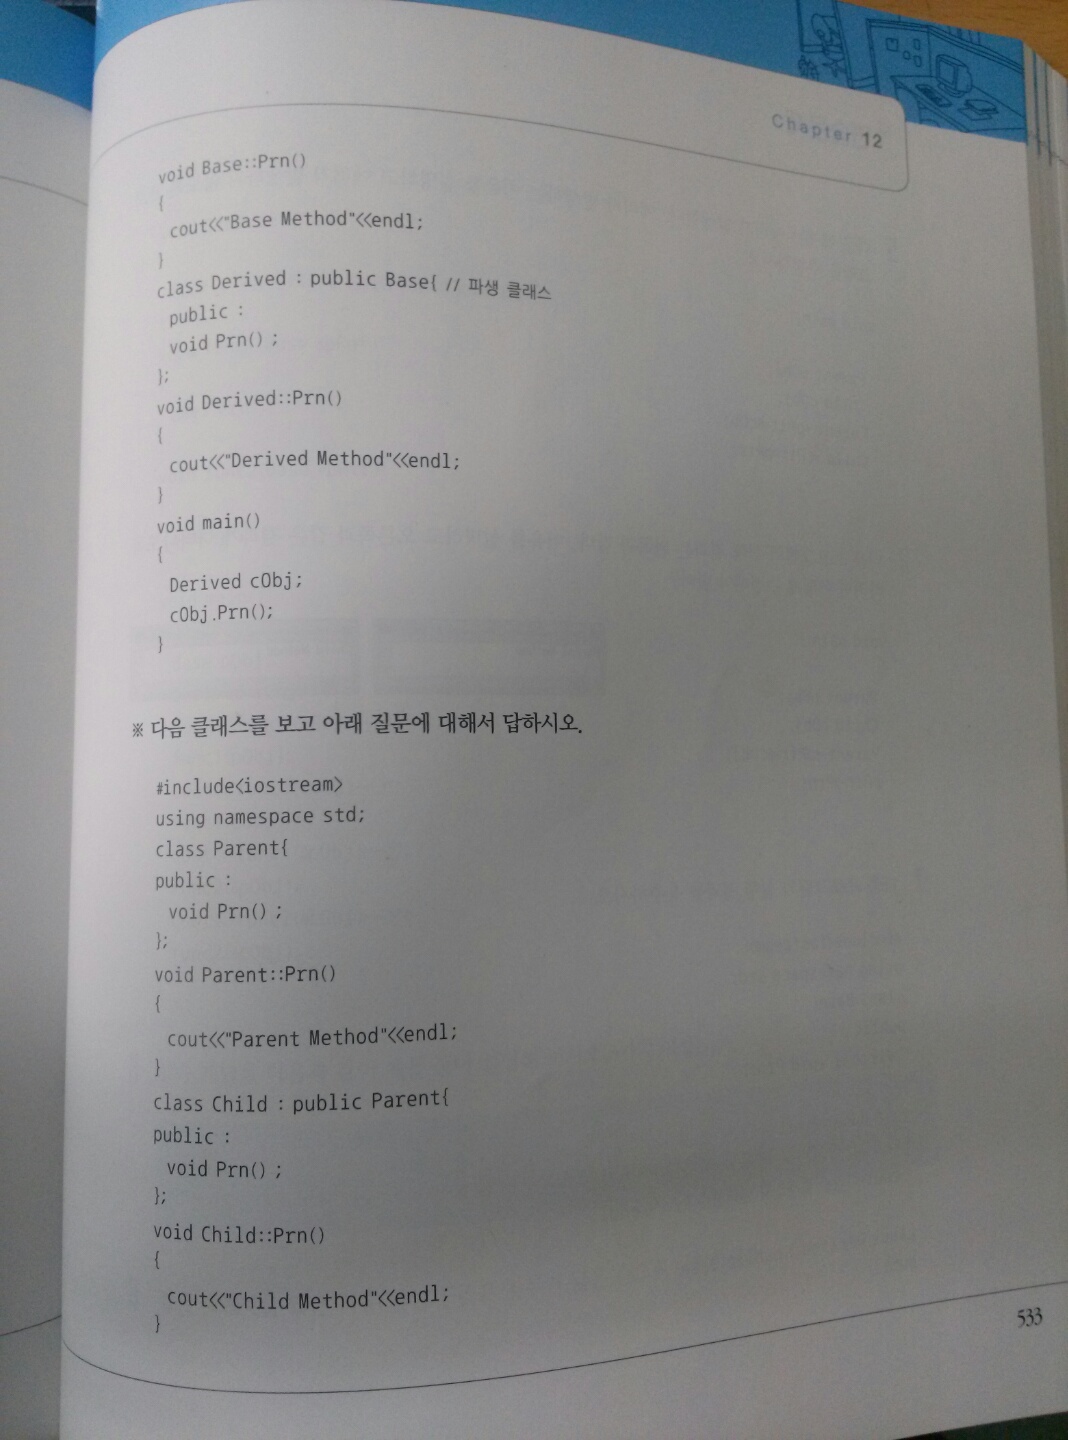 Chapter 12
void Base::Prn()
{
cout<<"Base Method"<<endl;
}
class Derived : public Base{ // 파생 클래스
public :
void Prn() ;
};
void Derived::Prn()
{
cout<<"Derived Method"<<endl;
}
void main()
{
Derived cObj;
cObj.Prn();
}
※ 다음 클래스를 보고 아래 질문에 대해서 답하시오.
#include<iostream>
using namespace std;
class Parent{
public :
void Prn() ;
};
void Parent::Prn()
{
cout<<"Parent Method"<<endl;
}
class Child : public Parent{
public :
void Prn() ;
};
void Child::Prn()
{
cout<<"Child Method"<<endl;
}
533